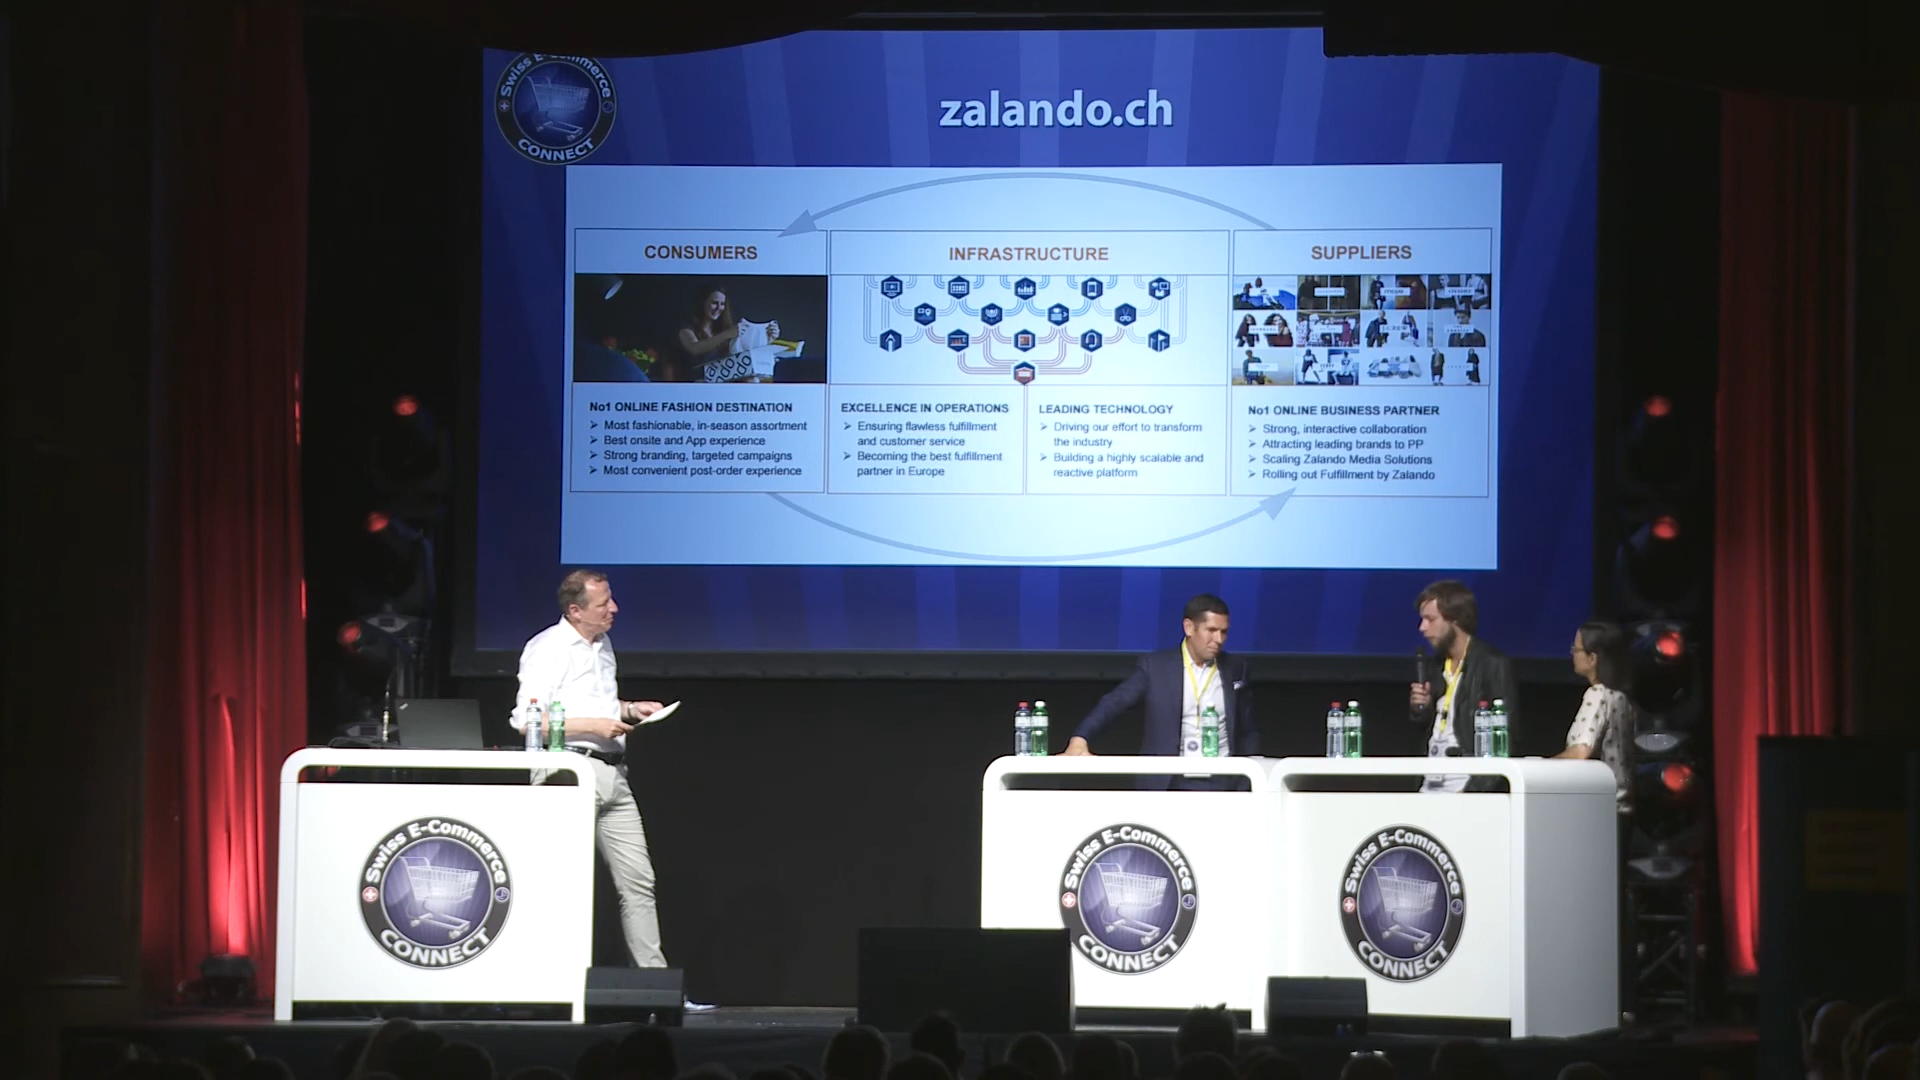 Swiss E-Commerce
CONNECT
zalando.ch
CONSUMERS
INFRASTRUCTURE
SUPPLIERS
No1 ONLINE FASHION DESTINATION
➢ Most fashionable, in-season assortment
➢ Best onsite and App experience
➢ Strong branding, targeted campaigns
➢ Most convenient post-order experience
EXCELLENCE IN OPERATIONS
➢ Ensuring flawless fulfillment
and customer service
➢ Becoming the best fulfillment
partner in Europe
LEADING TECHNOLOGY
➢ Driving our effort to transform
the industry
➢ Building a highly scalable and
reactive platform
No1 ONLINE BUSINESS PARTNER
➢ Strong, interactive collaboration
➢ Attracting leading brands to PP
➢ Scaling Zalando Media Solutions
➢ Rolling out Fulfillment by Zalando
Swiss E-Commerce
CONNECT
Swiss E-Commerce
CONNECT
Swiss E-Commerce
CONNECT